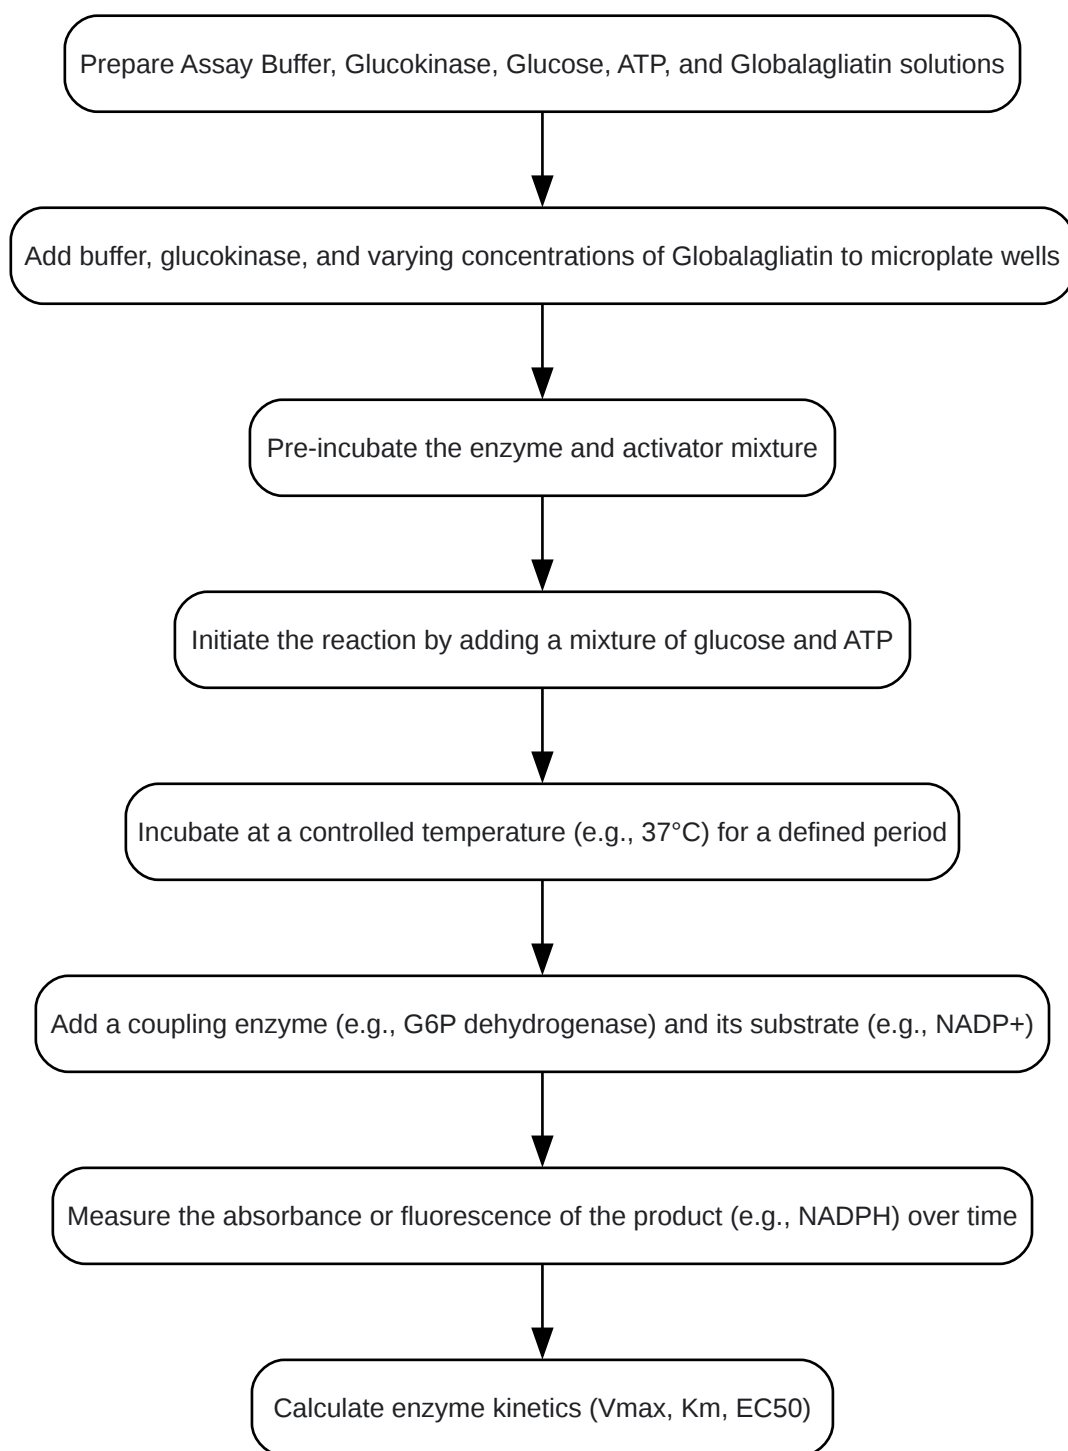 Prepare Assay Buffer, Glucokinase, Glucose, ATP, and Globalagliatin solutions
Add buffer, glucokinase, and varying concentrations of Globalagliatin to microplate wells
Pre-incubate the enzyme and activator mixture
Initiate the reaction by adding a mixture of glucose and ATP
Incubate at a controlled temperature (e.g., 37°C) for a defined period
Add a coupling enzyme (e.g., G6P dehydrogenase) and its substrate (e.g., NADP+)
Measure the absorbance or fluorescence of the product (e.g., NADPH) over time
Calculate enzyme kinetics (Vmax, Km, EC50)